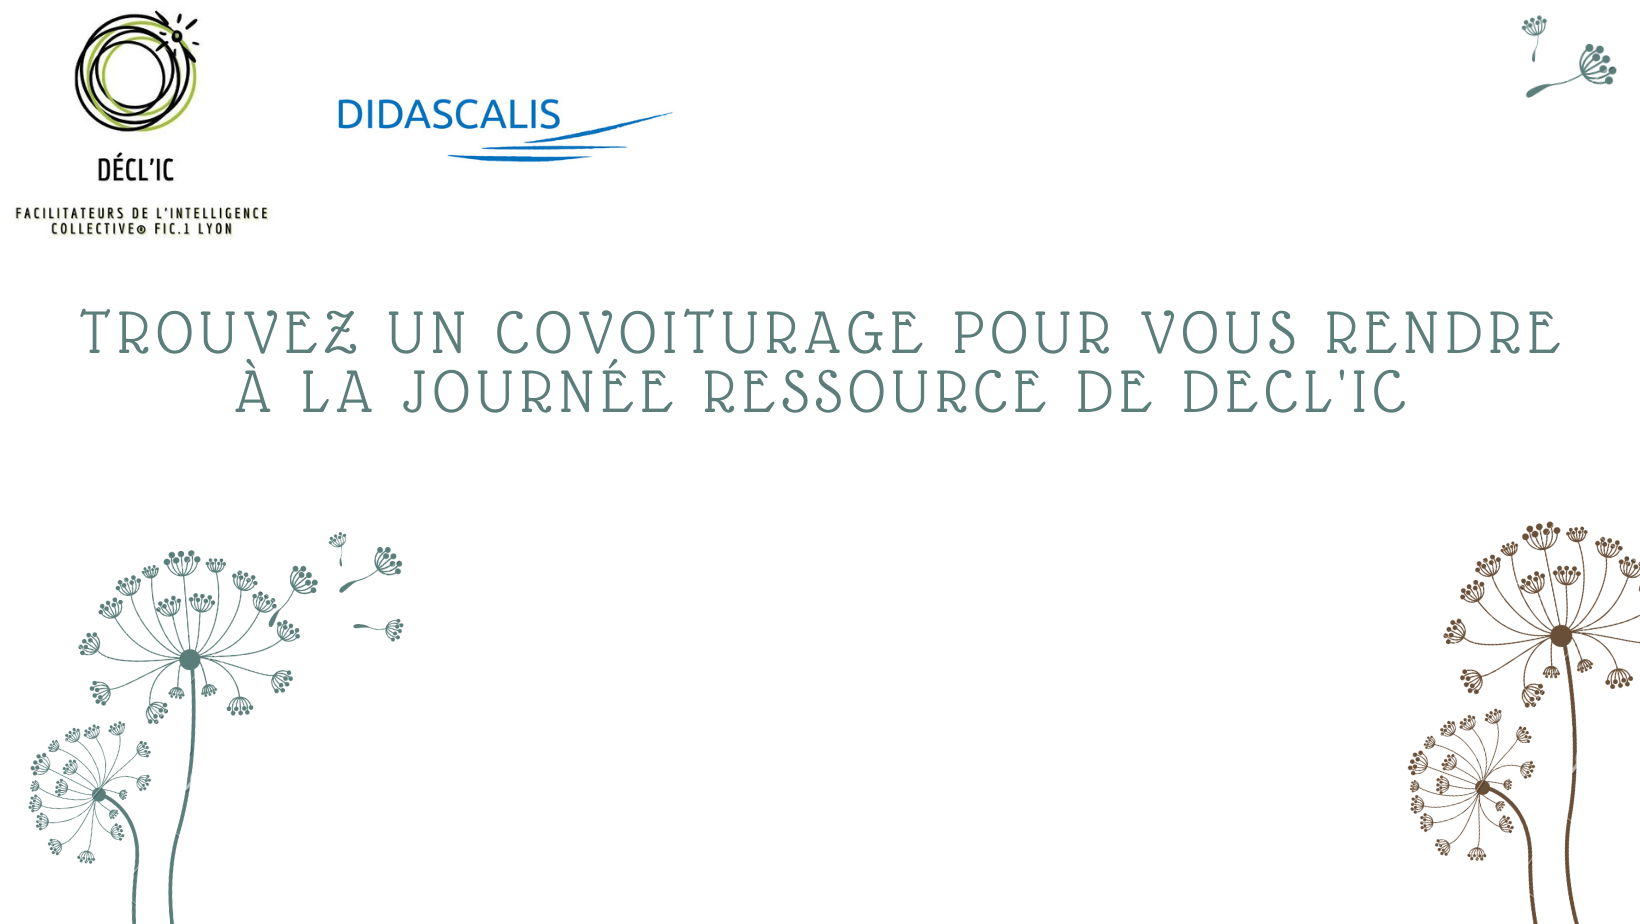 DÉCL'IC
FACILITATEURS DE L'INTELLIGENCE
COLLECTIVE® FIC.1 LYON
DIDASCALIS
TROUVEZ UN COVOITURAGE POUR VOUS RENDRE
À LA JOURNÉE RESSOURCE DE DECL'IC